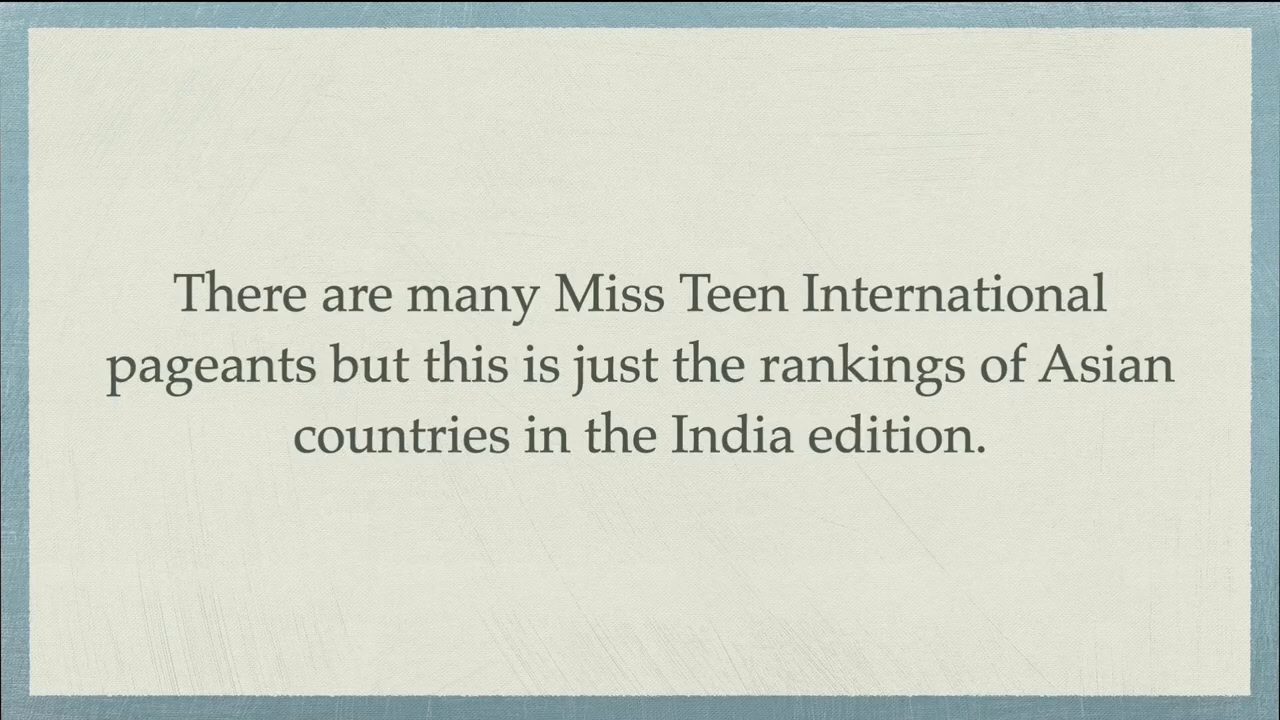 There are many Miss Teen International
pageants but this is just the rankings of Asian
countries in the India edition.